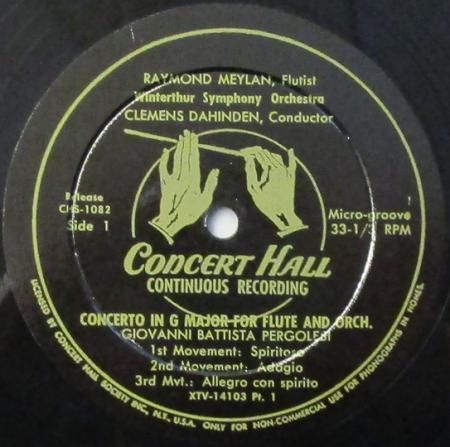 RAYMOND MEYLAN, Flutist
Winterthur Symphony Orchestra
CLEMENS DAHINDEN, Conductor
Release
CHS-1082
Side 1
Micro-groove
33-1/3 RPM
CONCERT HALL
CONTINUOUS RECORDING
CONCERTO IN G MAJOR FOR FLUTE AND ORCH.
GIOVANNI BATTISTA PERGOLESI
1st Movement: Spiritoso
2nd Movement: Adagio
3rd Mvt.: Allegro con spirito
XTV-14103 Pt. 1
LICENSED BY CONCERT HALL SOCIETY INC., N.Y., U.S.A. ONLY FOR NON-COMMERCIAL USE FOR PHONOGRAPHS IN HOMES.